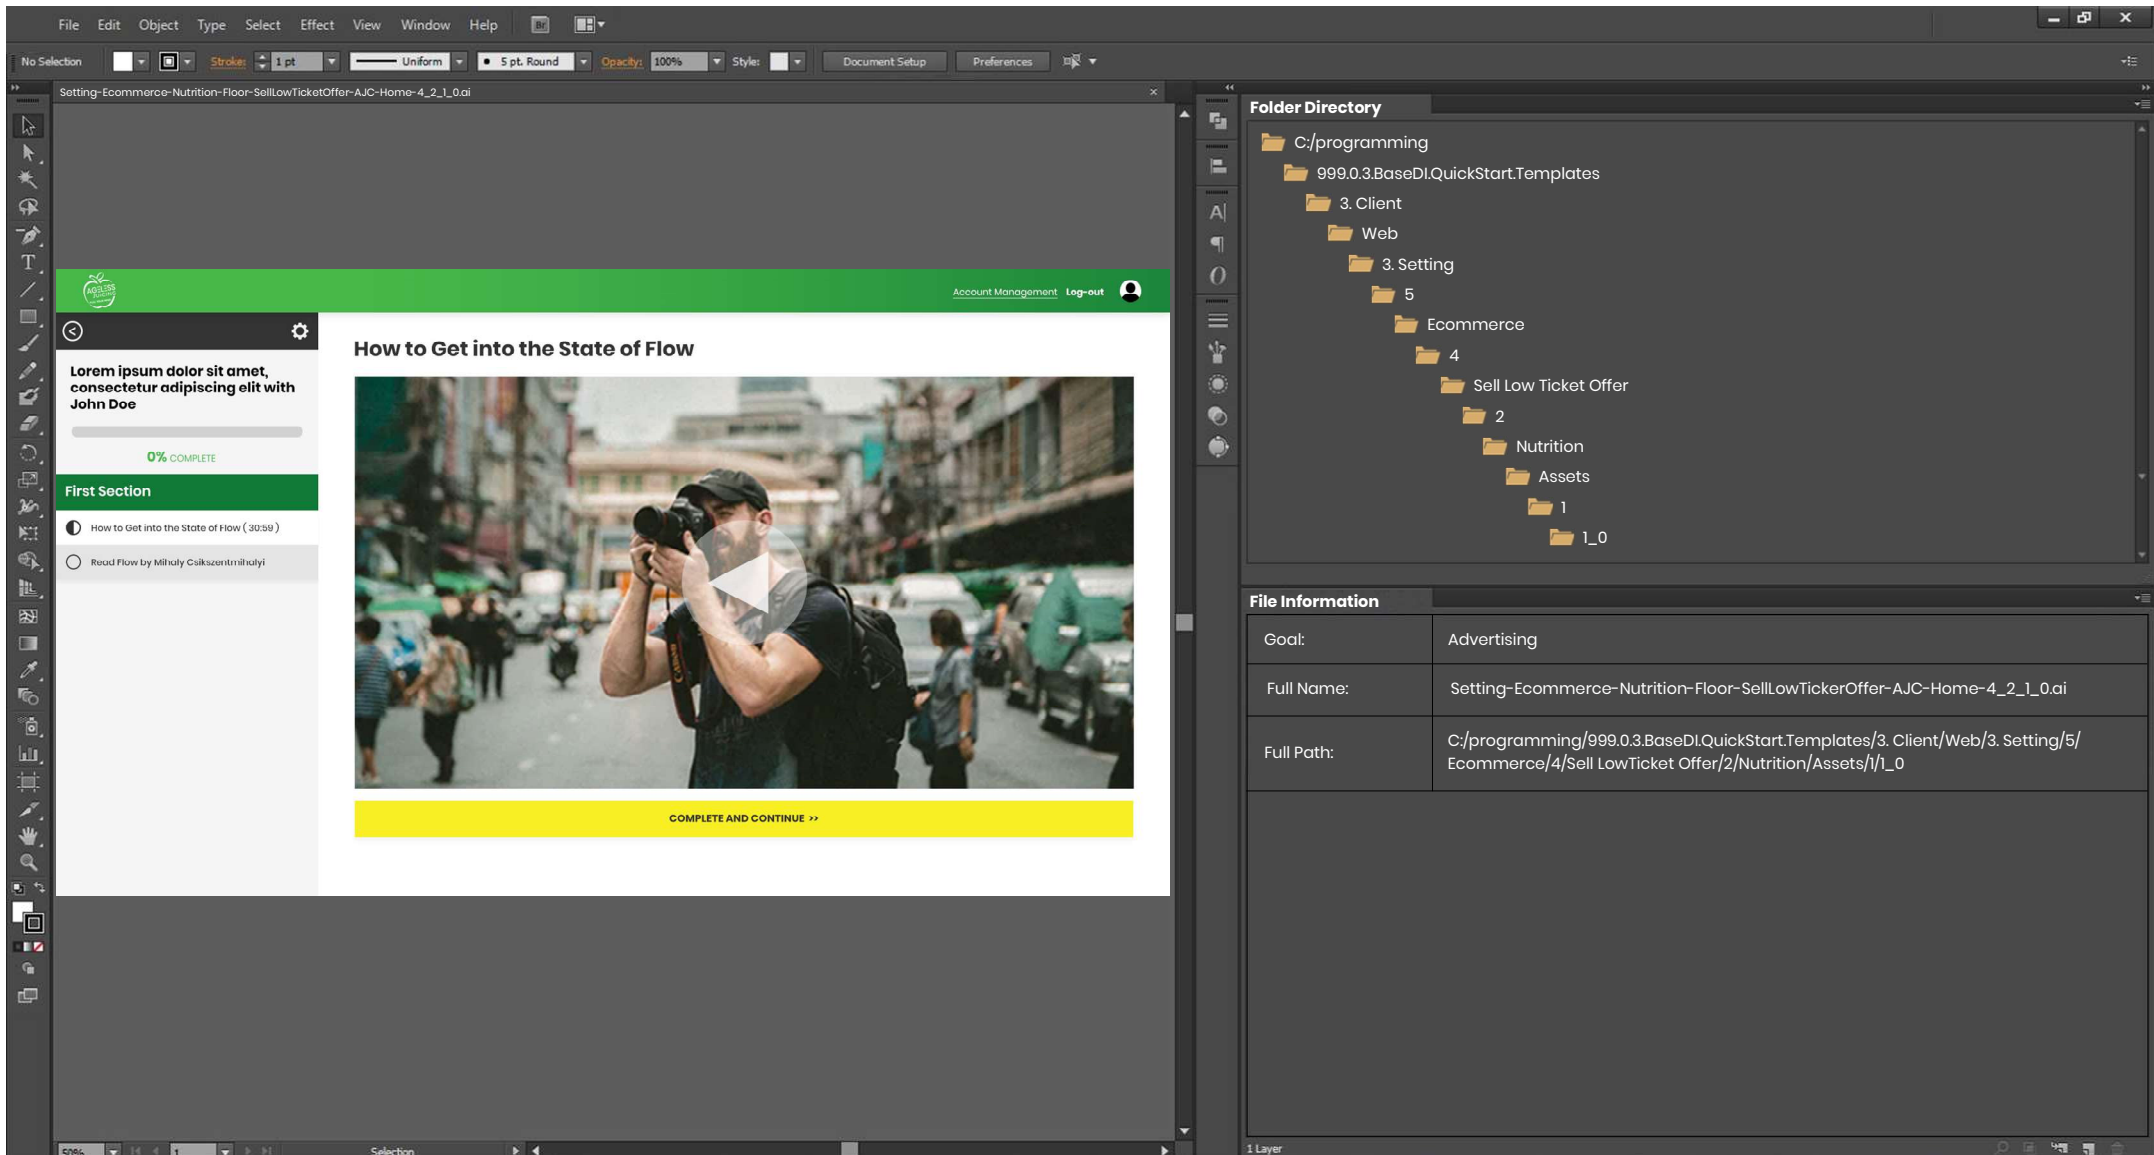 File Edit Object Type Select Effect View Window Help Br
No Selection Stroke: 1 pt Uniform 5 pt. Round Opacity: 100% Style: Document Setup Preferences
Setting-Ecommerce-Nutrition-Floor-SellLowTicketOffer-AJC-Home-4_2_1_0.ai
AGELESS
Account Management Log-out
Lorem ipsum dolor sit amet,
consectetur adipiscing elit with
John Doe
0% COMPLETE
First Section
How to Get into the State of Flow ( 30:59 )
Read Flow by Mihaly Csikszentmihalyi
How to Get into the State of Flow
CANON
COMPLETE AND CONTINUE >>
50% 1 Selection
Folder Directory
C:/programming
999.0.3.BaseDI.QuickStart.Templates
3. Client
Web
3. Setting
5
Ecommerce
4
Sell Low Ticket Offer
2
Nutrition
Assets
1
1_0
File Information
Goal: Advertising
Full Name: Setting-Ecommerce-Nutrition-Floor-SellLowTickerOffer-AJC-Home-4_2_1_0.ai
Full Path: C:/programming/999.0.3.BaseDI.QuickStart.Templates/3. Client/Web/3. Setting/5/
Ecommerce/4/Sell LowTicket Offer/2/Nutrition/Assets/1/1_0
1 Layer